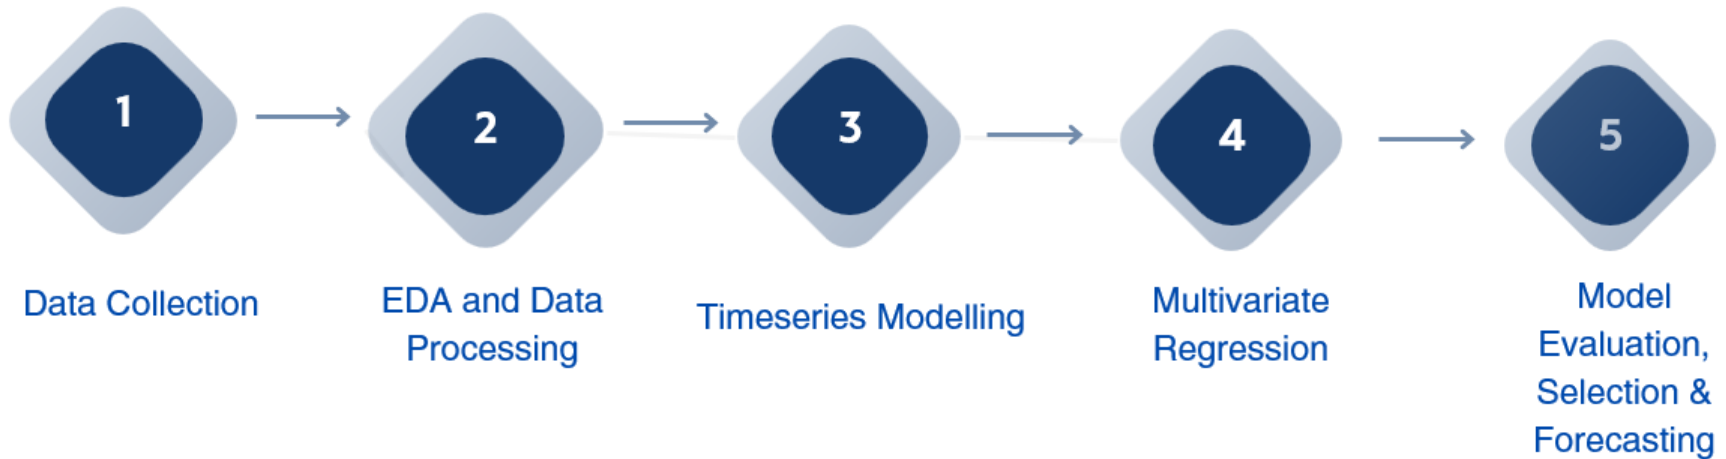 1
2
3
4
5
Data Collection
EDA and Data
Processing
Timeseries Modelling
Multivariate
Regression
Model
Evaluation,
Selection &
Forecasting